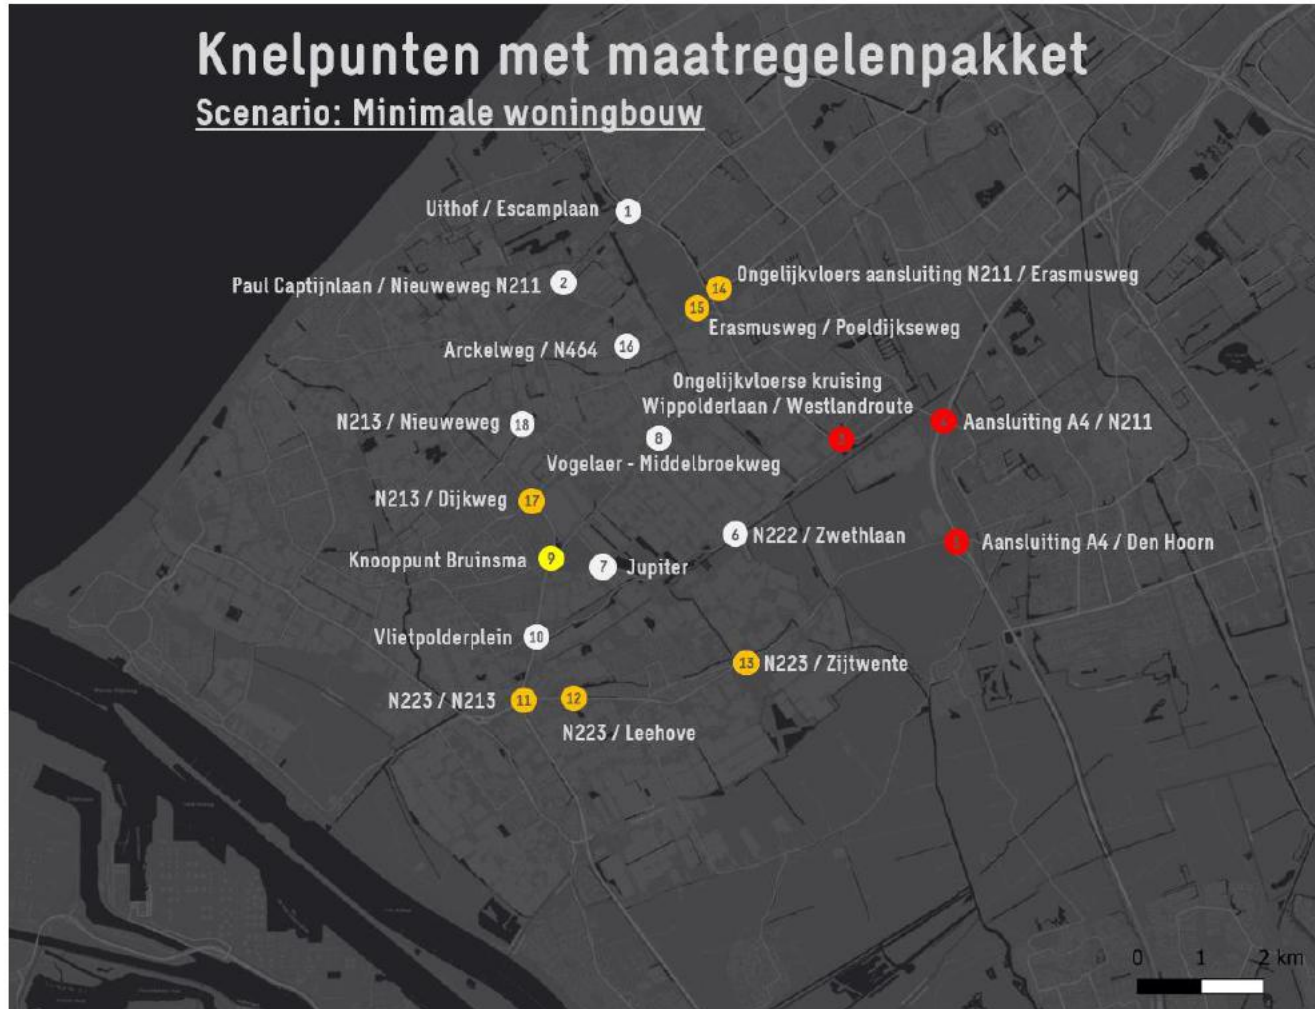 Knelpunten met maatregelenpakket
Scenario: Minimale woningbouw
Uithof / Escamplaan 1
Paul Captijnlaan / Nieuweweg N211 2
14 Ongelijkvloers aansluiting N211 / Erasmusweg
15
Erasmusweg / Poeldijkseweg
Arckelweg / N464 16
Ongelijkvloerse kruising
Wippolderlaan / Westlandroute
Aansluiting A4 / N211
N213 / Nieuweweg 18
8
Vogelaer - Middelbroekweg
N213 / Dijkweg 17
6 N222 / Zwethlaan
Aansluiting A4 / Den Hoorn
Knooppunt Bruinsma 9
7 Jupiter
Vlietpolderplein 10
13 N223 / Zijtwente
N223 / N213 11
12
N223 / Leehove
0 1 2 km